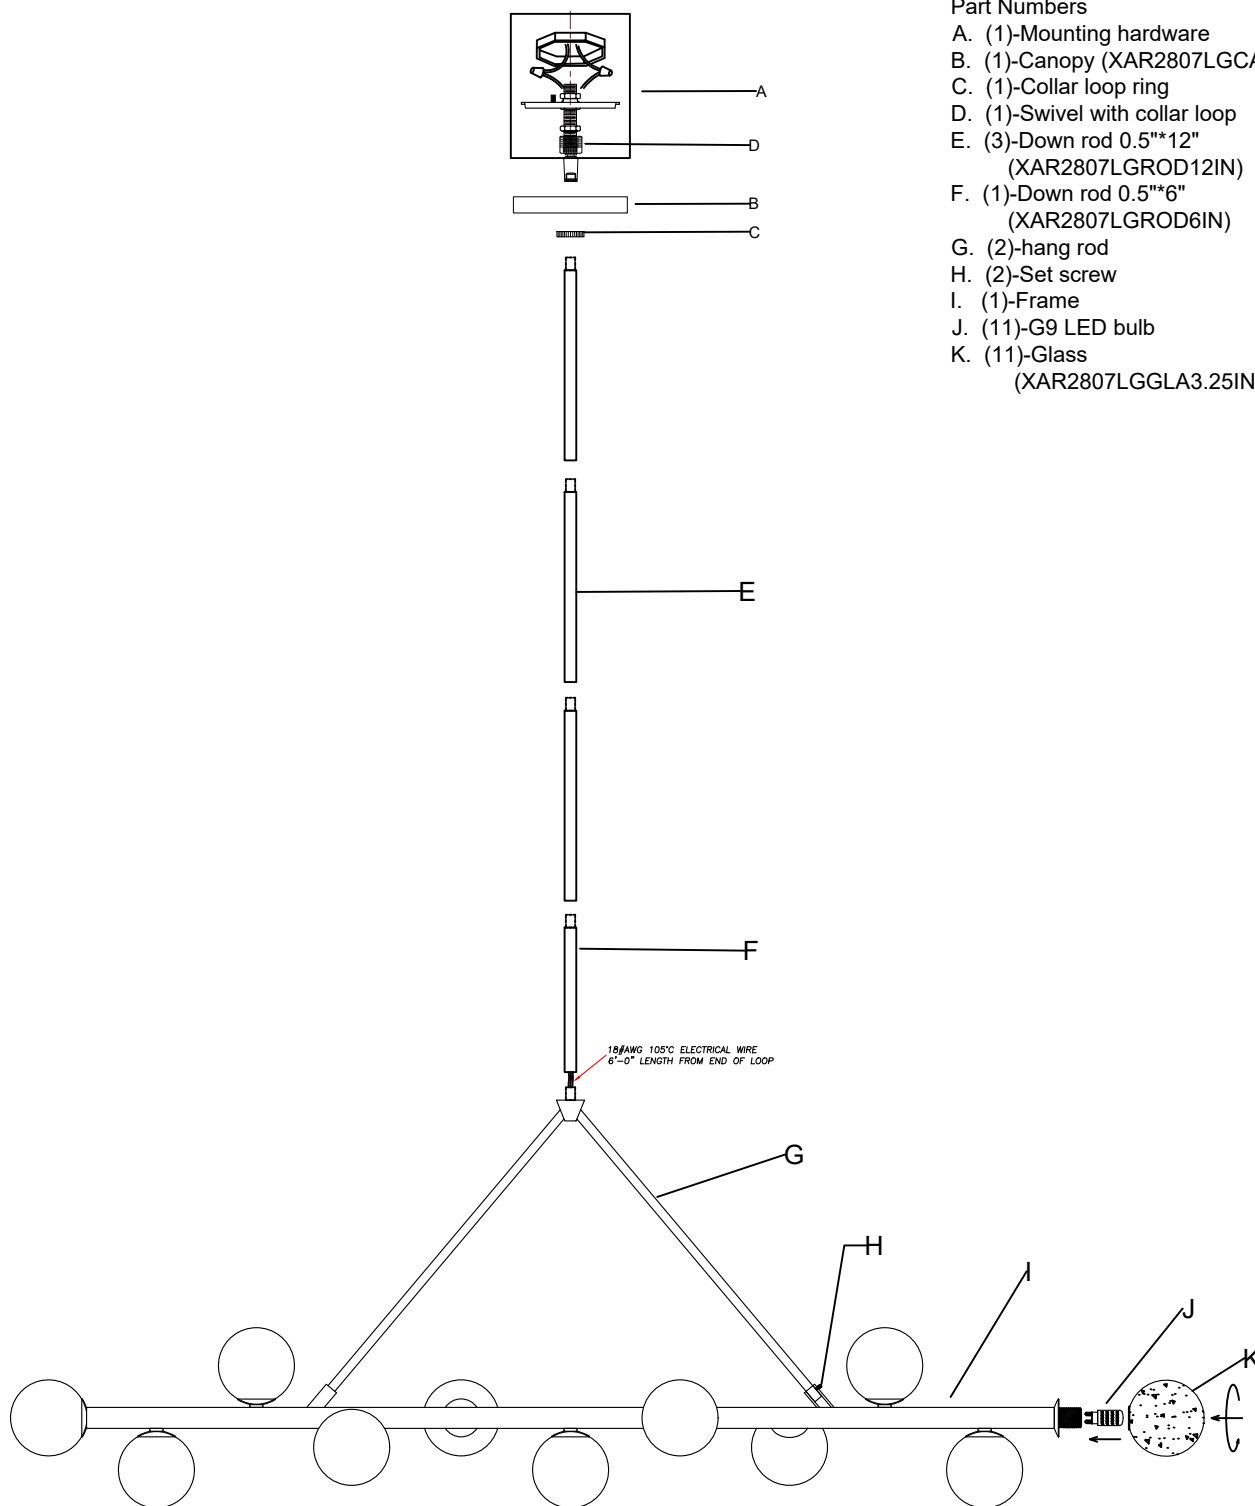 Part Numbers
A. (1)-Mounting hardware
B. (1)-Canopy (XAR2807LGCA
C. (1)-Collar loop ring
D. (1)-Swivel with collar loop
E. (3)-Down rod 0.5"*12"
(XAR2807LGROD12IN)
F. (1)-Down rod 0.5"*6"
(XAR2807LGROD6IN)
G. (2)-hang rod
H. (2)-Set screw
I. (1)-Frame
J. (11)-G9 LED bulb
K. (11)-Glass
(XAR2807LGGLA3.25IN
A
D
B
C
E
F
18#AWG 105°C ELECTRICAL WIRE
6'-0" LENGTH FROM END OF LOOP
G
H
I
J
K